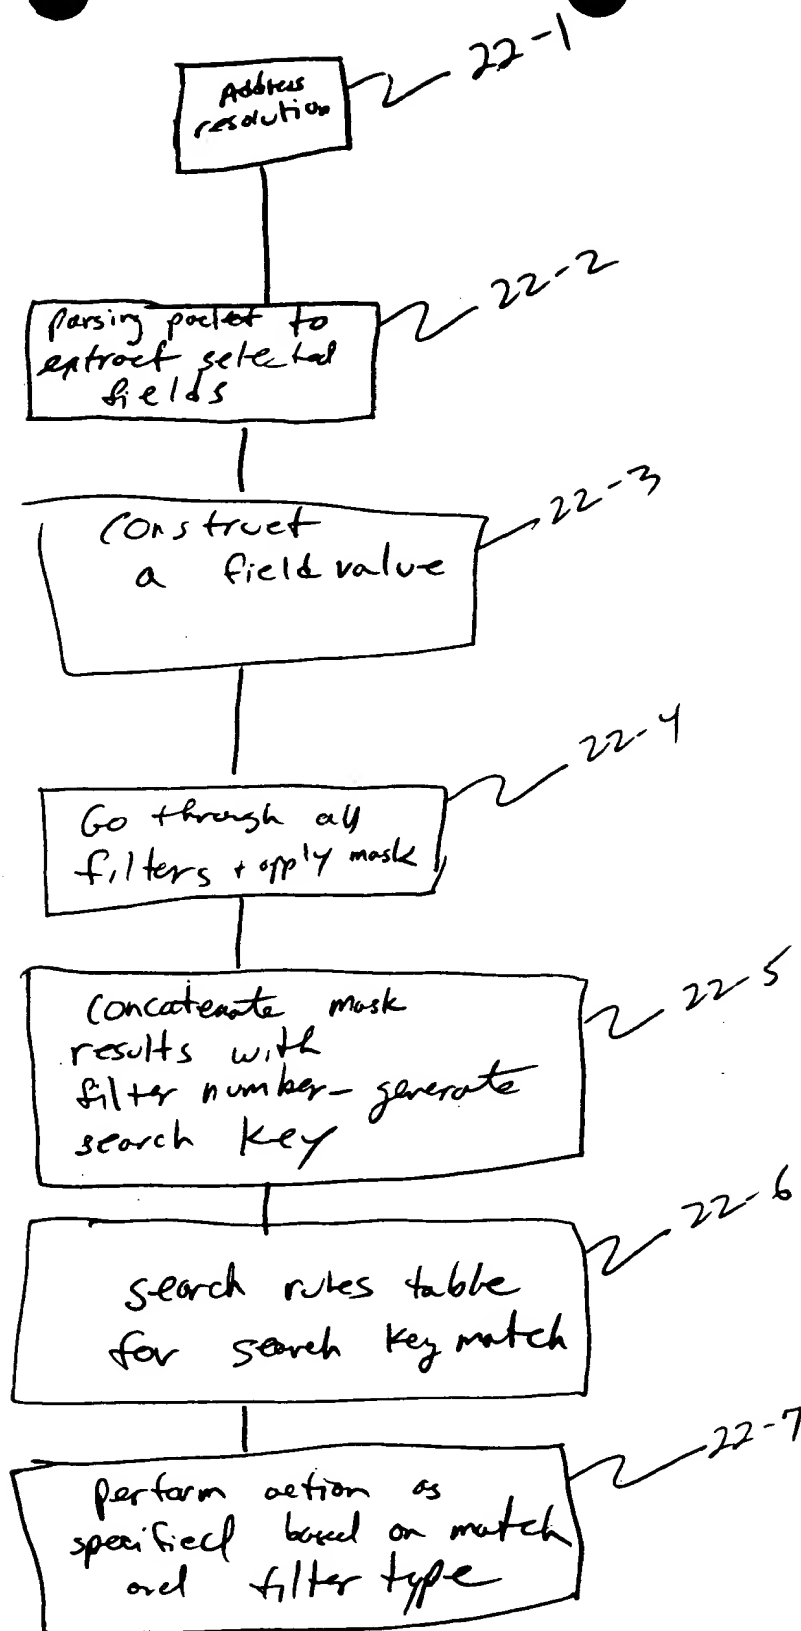 22-1
Address
resolution
22-2
Parsing packet to
extract selected
fields
22-3
Construct
a field value
22-4
Go through all
filters + apply mask
22-5
Concatenate mask
results with
filter number - generate
search key
22-6
search rules table
for search key match
22-7
perform action as
specified based on match
and filter type